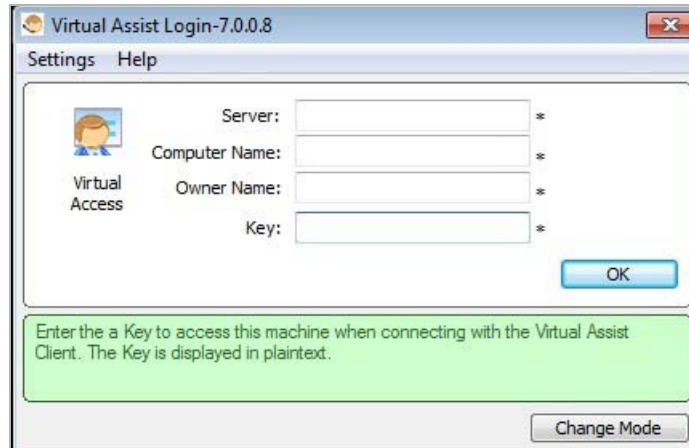 Virtual Assist Login-7.0.0.8
Settings Help
Server: *
Computer Name: *
Virtual Access
Owner Name: *
Key: *
OK
Enter the a Key to access this machine when connecting with the Virtual Assist
Client. The Key is displayed in plaintext.
Change Mode